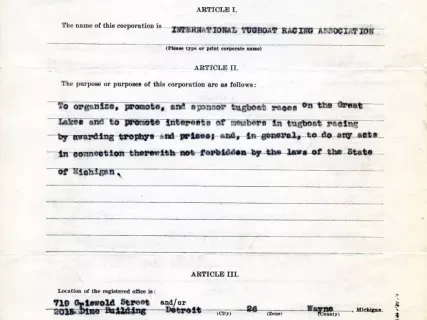 ARTICLE I.
The name of this corporation is INTERNATIONAL TUGBOAT RACING ASSOCIATION
(Please type or print corporate name)
ARTICLE II.
The purpose or purposes of this corporation are as follows:
To organize, promote, and sponsor tugboat races on the Great
Lakes and to promote interests of members in tugboat racing
by awarding trophys and prizes; and, in general, to do any acts
in connection therewith not forbidden by the laws of the State
of Michigan.
ARTICLE III.
Location of the registered office is:
719 Griswold Street and/or
2015 Dime Building Detroit 26 Wayne , Michigan.
(City) (Zone) (County)